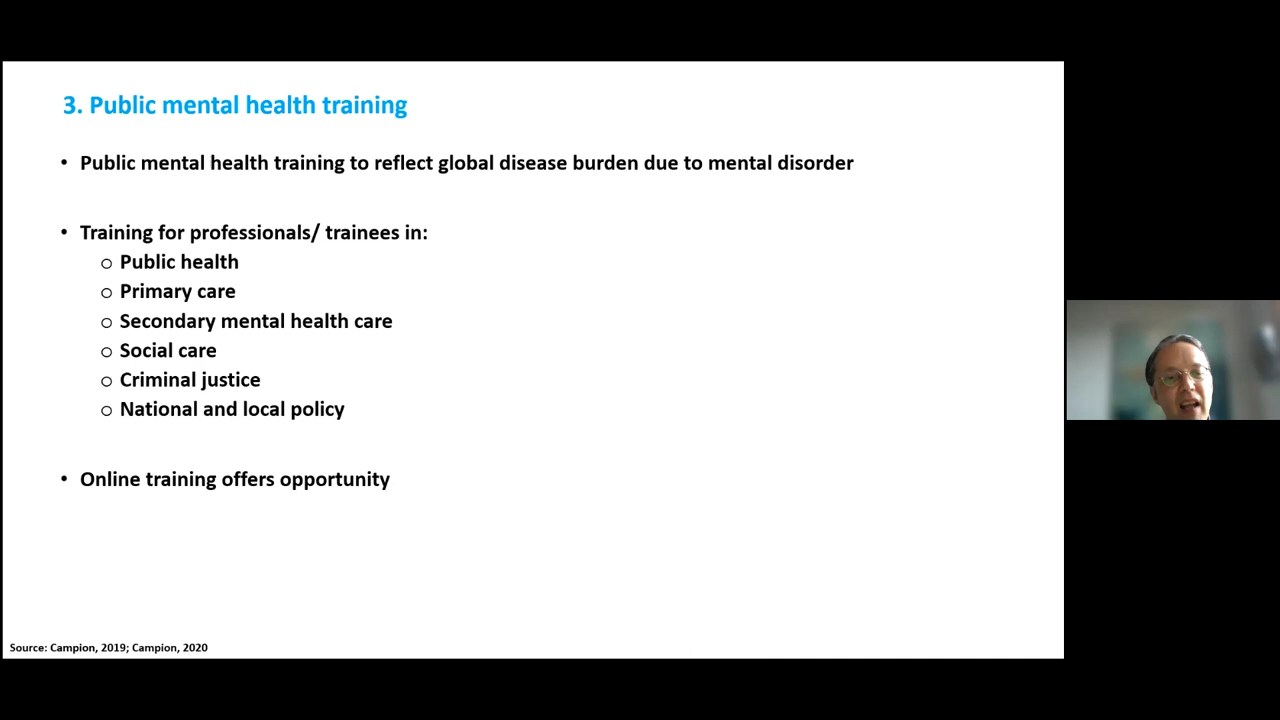 3. Public mental health training
• Public mental health training to reflect global disease burden due to mental disorder
• Training for professionals/ trainees in:
o Public health
o Primary care
o Secondary mental health care
o Social care
o Criminal justice
o National and local policy
• Online training offers opportunity
Source: Campion, 2019; Campion, 2020